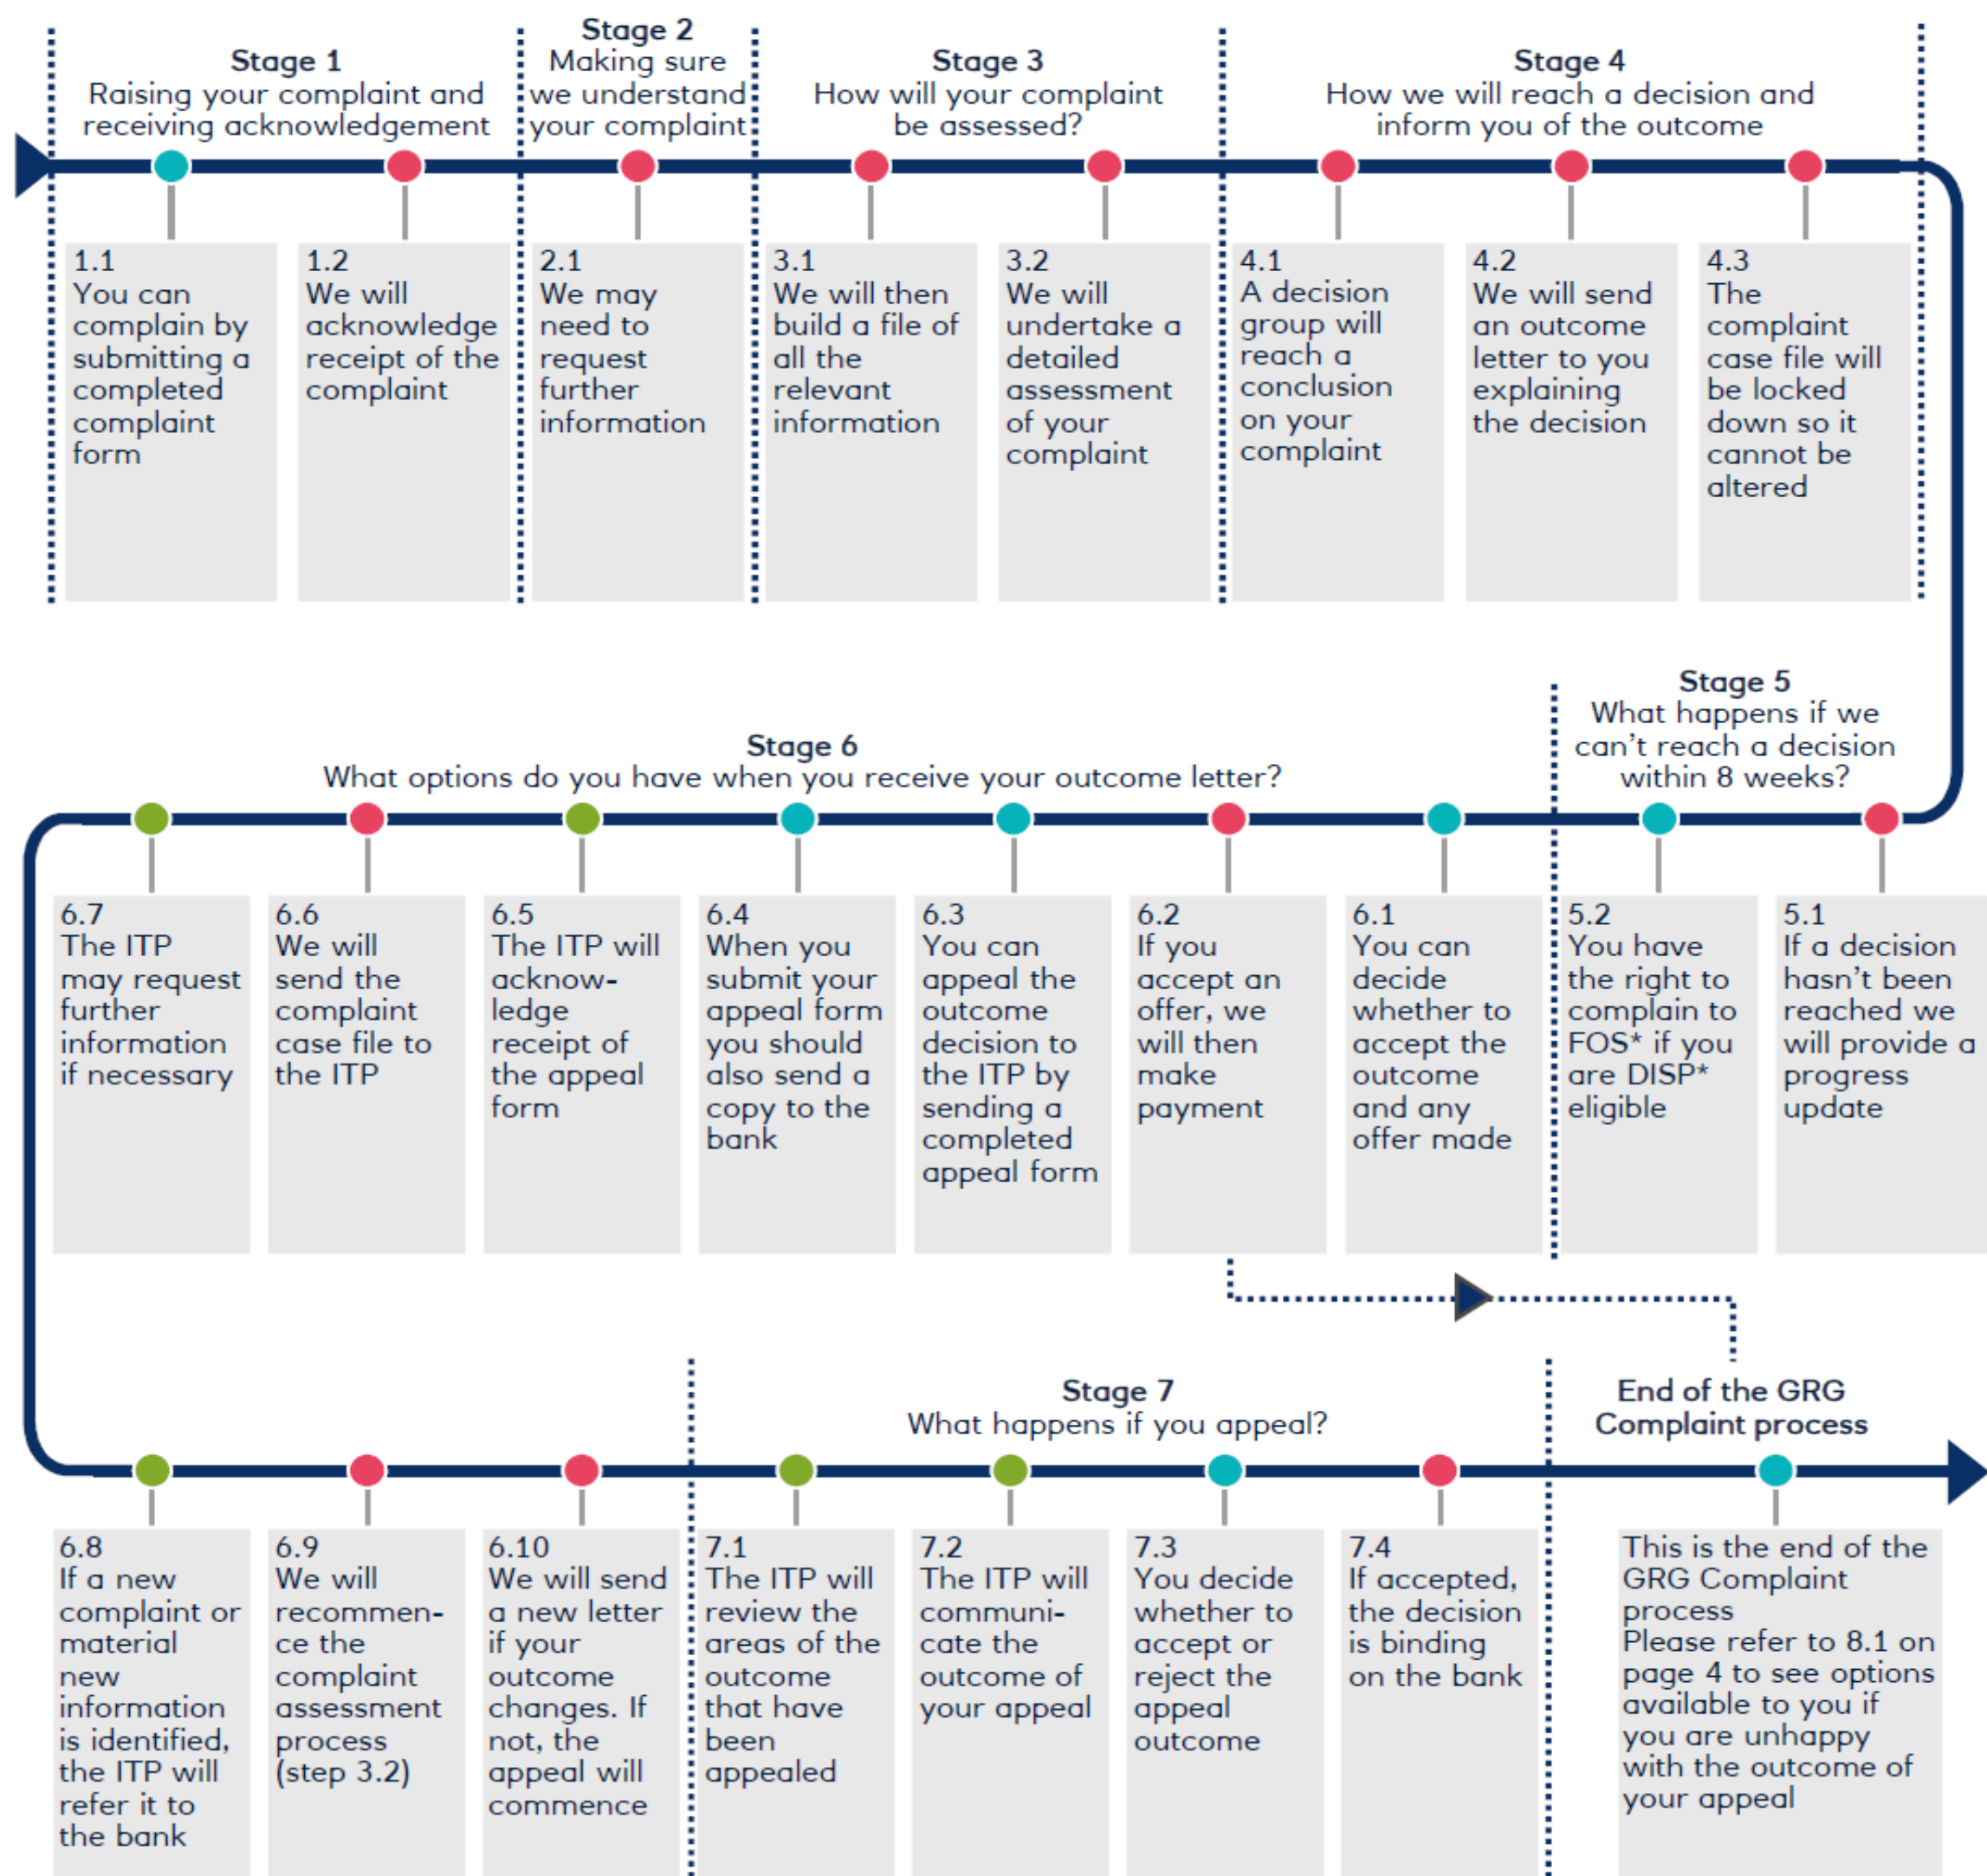 Stage 1
Raising your complaint and
receiving acknowledgement
Stage 2
Making sure
we understand
your complaint
Stage 3
How will your complaint
be assessed?
Stage 4
How we will reach a decision and
inform you of the outcome
1.1
You can
complain by
submitting a
completed
complaint
form
1.2
We will
acknowledge
receipt of the
complaint
2.1
We may
need to
request
further
information
3.1
We will then
build a file of
all the
relevant
information
3.2
We will
undertake a
detailed
assessment
of your
complaint
4.1
A decision
group will
reach a
conclusion
on your
complaint
4.2
We will send
an outcome
letter to you
explaining
the decision
4.3
The
complaint
case file will
be locked
down so it
cannot be
altered
Stage 5
What happens if we
can't reach a decision
within 8 weeks?
Stage 6
What options do you have when you receive your outcome letter?
6.7
The ITP
may request
further
information
if necessary
6.6
We will
send the
complaint
case file to
the ITP
6.5
The ITP will
acknow-
ledge
receipt of
the appeal
form
6.4
When you
submit your
appeal form
you should
also send a
copy to the
bank
6.3
You can
appeal the
outcome
decision to
the ITP by
sending a
completed
appeal form
6.2
If you
accept an
offer, we
will then
make
payment
6.1
You can
decide
whether to
accept the
outcome
and any
offer made
5.2
You have
the right to
complain to
FOS* if you
are DISP*
eligible
5.1
If a decision
hasn't been
reached we
will provide a
progress
update
Stage 7
What happens if you appeal?
End of the GRG
Complaint process
6.8
If a new
complaint or
material
new
information
is identified,
the ITP will
refer it to
the bank
6.9
We will
recommen-
ce the
complaint
assessment
process
(step 3.2)
6.10
We will send
a new letter
if your
outcome
changes. If
not, the
appeal will
commence
7.1
The ITP will
review the
areas of the
outcome
that have
been
appealed
7.2
The ITP will
communi-
cate the
outcome of
your appeal
7.3
You decide
whether to
accept or
reject the
appeal
outcome
7.4
If accepted,
the decision
is binding
on the bank
This is the end of the
GRG Complaint
process
Please refer to 8.1 on
page 4 to see options
available to you if
you are unhappy
with the outcome of
your appeal